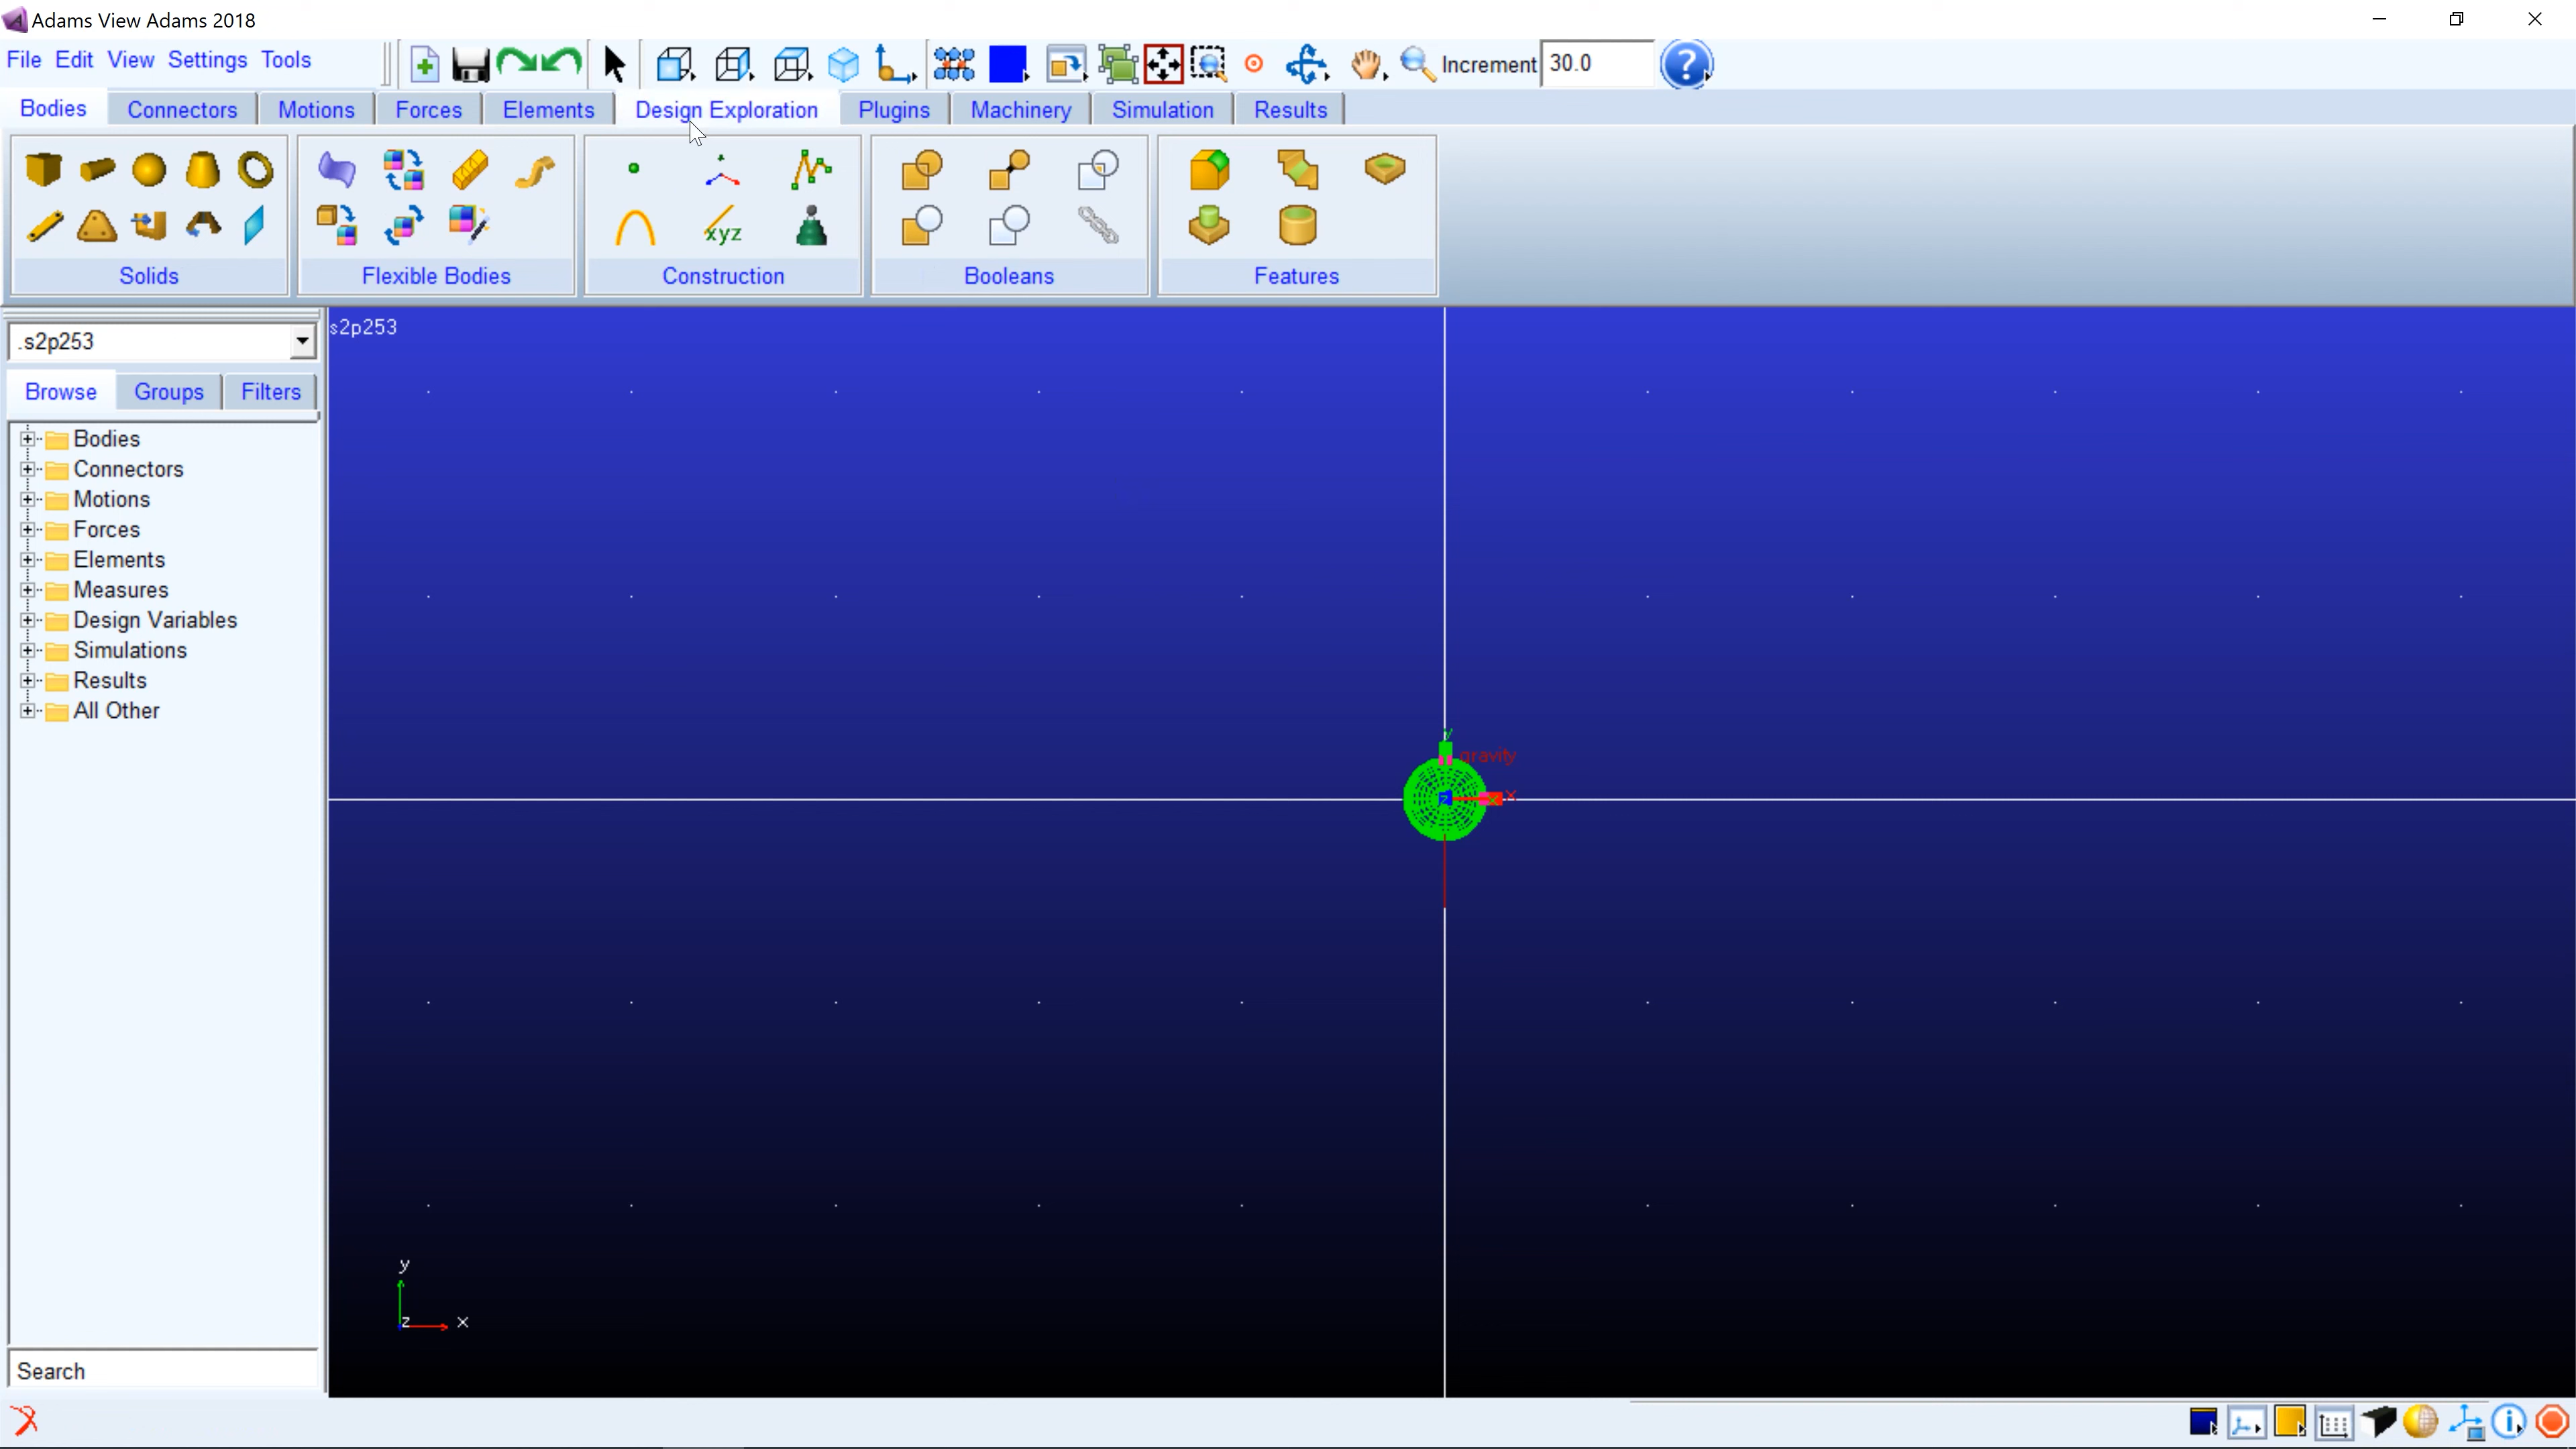 Adams View Adams 2018
File Edit View Settings Tools
Increment 30.0
Bodies Connectors Motions Forces Elements Design Exploration Plugins Machinery Simulation Results
xyz
Solids Flexible Bodies Construction Booleans Features
.s2p253
s2p253
Browse Groups Filters
Bodies
Connectors
Motions
Forces
Elements
Measures
Design Variables
Simulations
Results
All Other
y
gravity
z x x
y
z x
Search